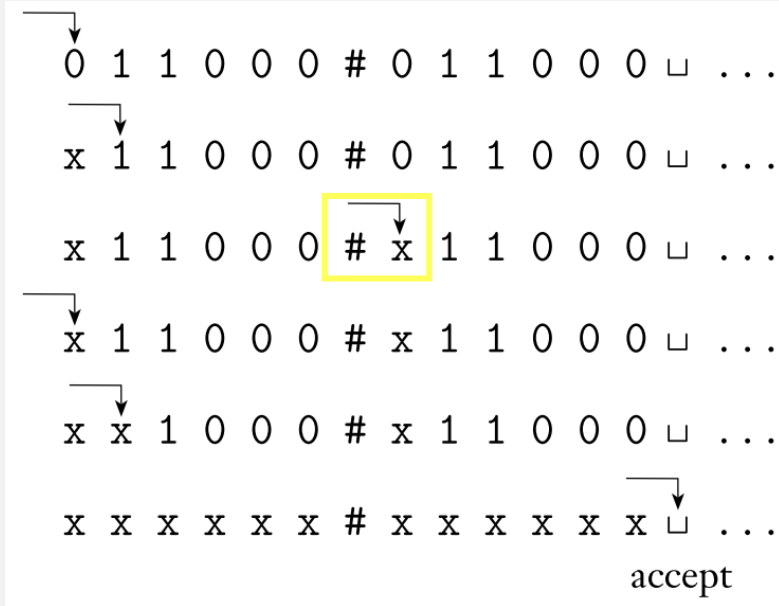 0 1 1 0 0 0 # 0 1 1 0 0 0 ⊔ ...
x 1 1 0 0 0 # 0 1 1 0 0 0 ⊔ ...
x 1 1 0 0 0 # x 1 1 0 0 0 ⊔ ...
x 1 1 0 0 0 # x 1 1 0 0 0 ⊔ ...
x x 1 0 0 0 # x 1 1 0 0 0 ⊔ ...
x x x x x x # x x x x x x ⊔ ...
accept